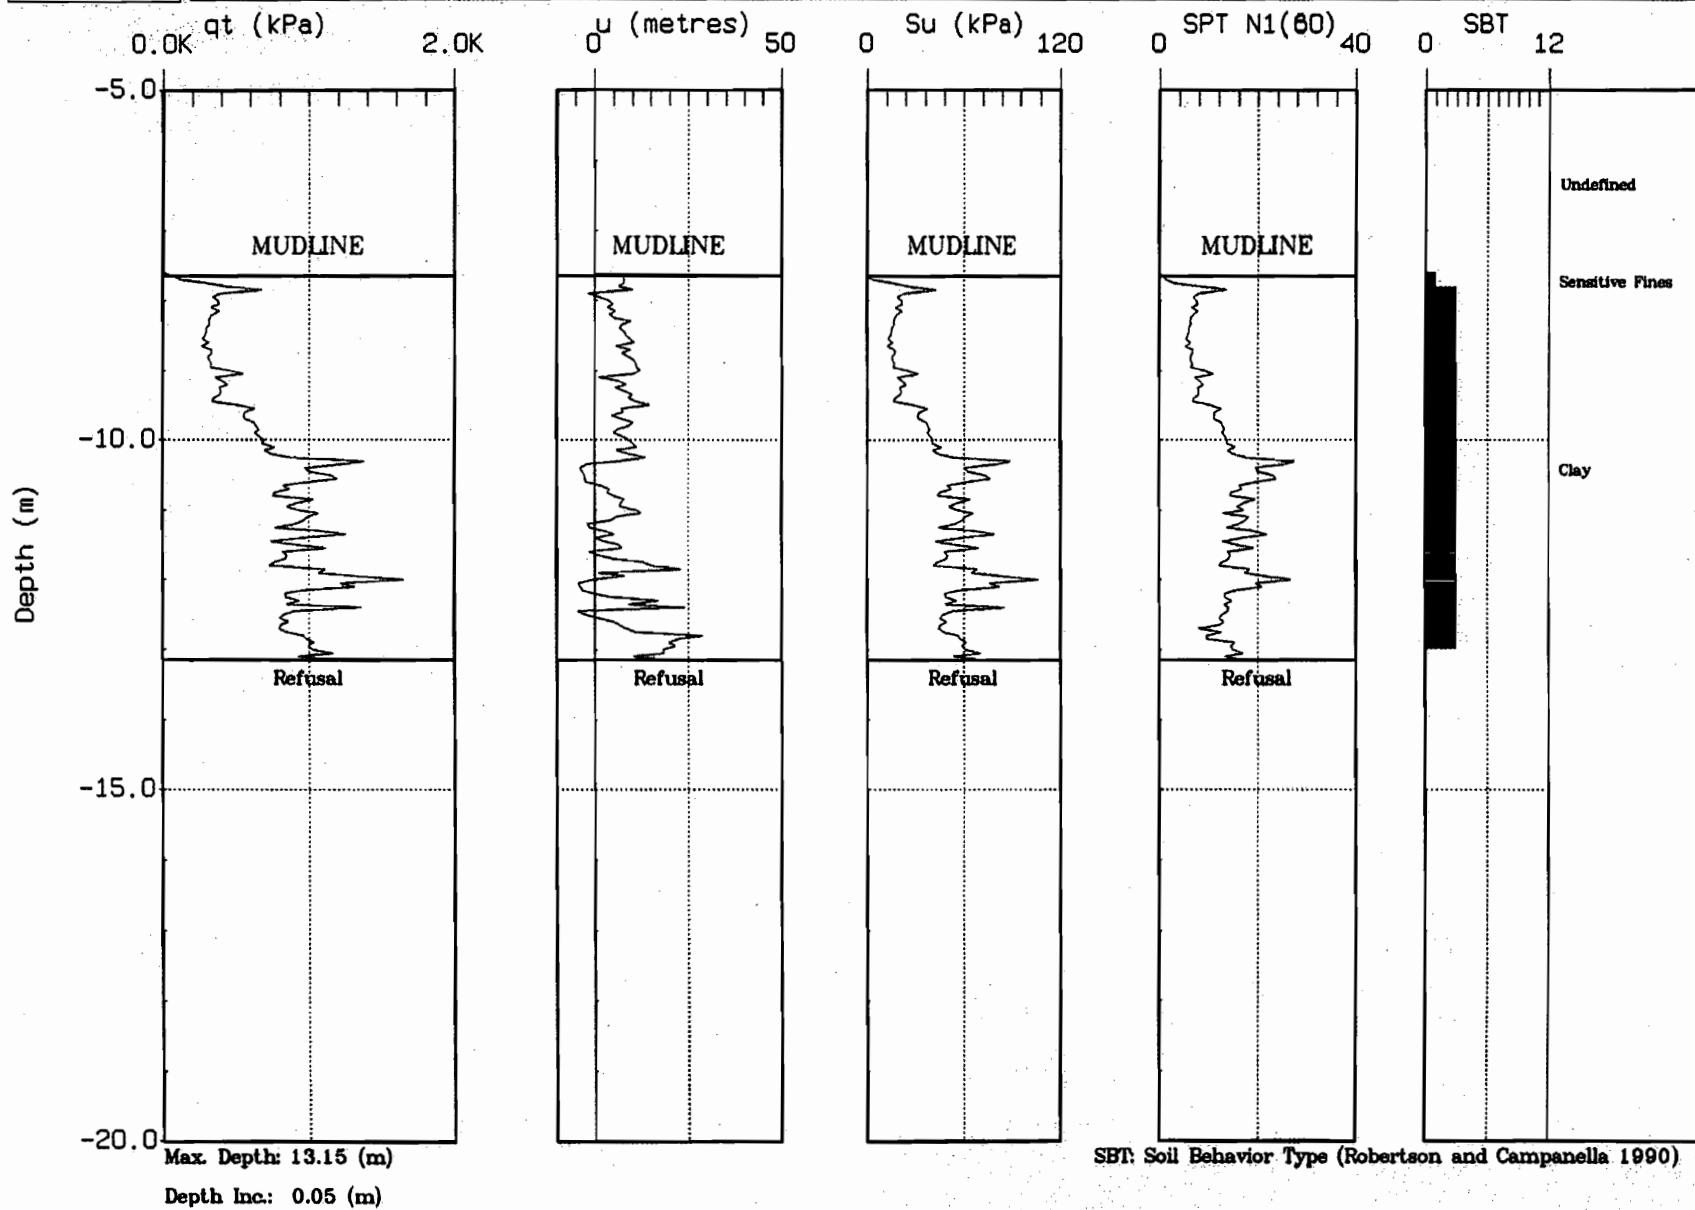 qt (kPa) u (metres) Su (kPa) SPT N1(60) SBT
0.0K 2.0K 0 50 0 120 0 40 0 12
-5.0
Undefined
MUDLINE MUDLINE MUDLINE MUDLINE
Sensitive Fines
-10.0
Clay
Depth (m)
Refusal Refusal Refusal Refusal
-15.0
-20.0
Max. Depth: 13.15 (m)
SBT: Soil Behavior Type (Robertson and Campanella 1990)
Depth Inc.: 0.05 (m)